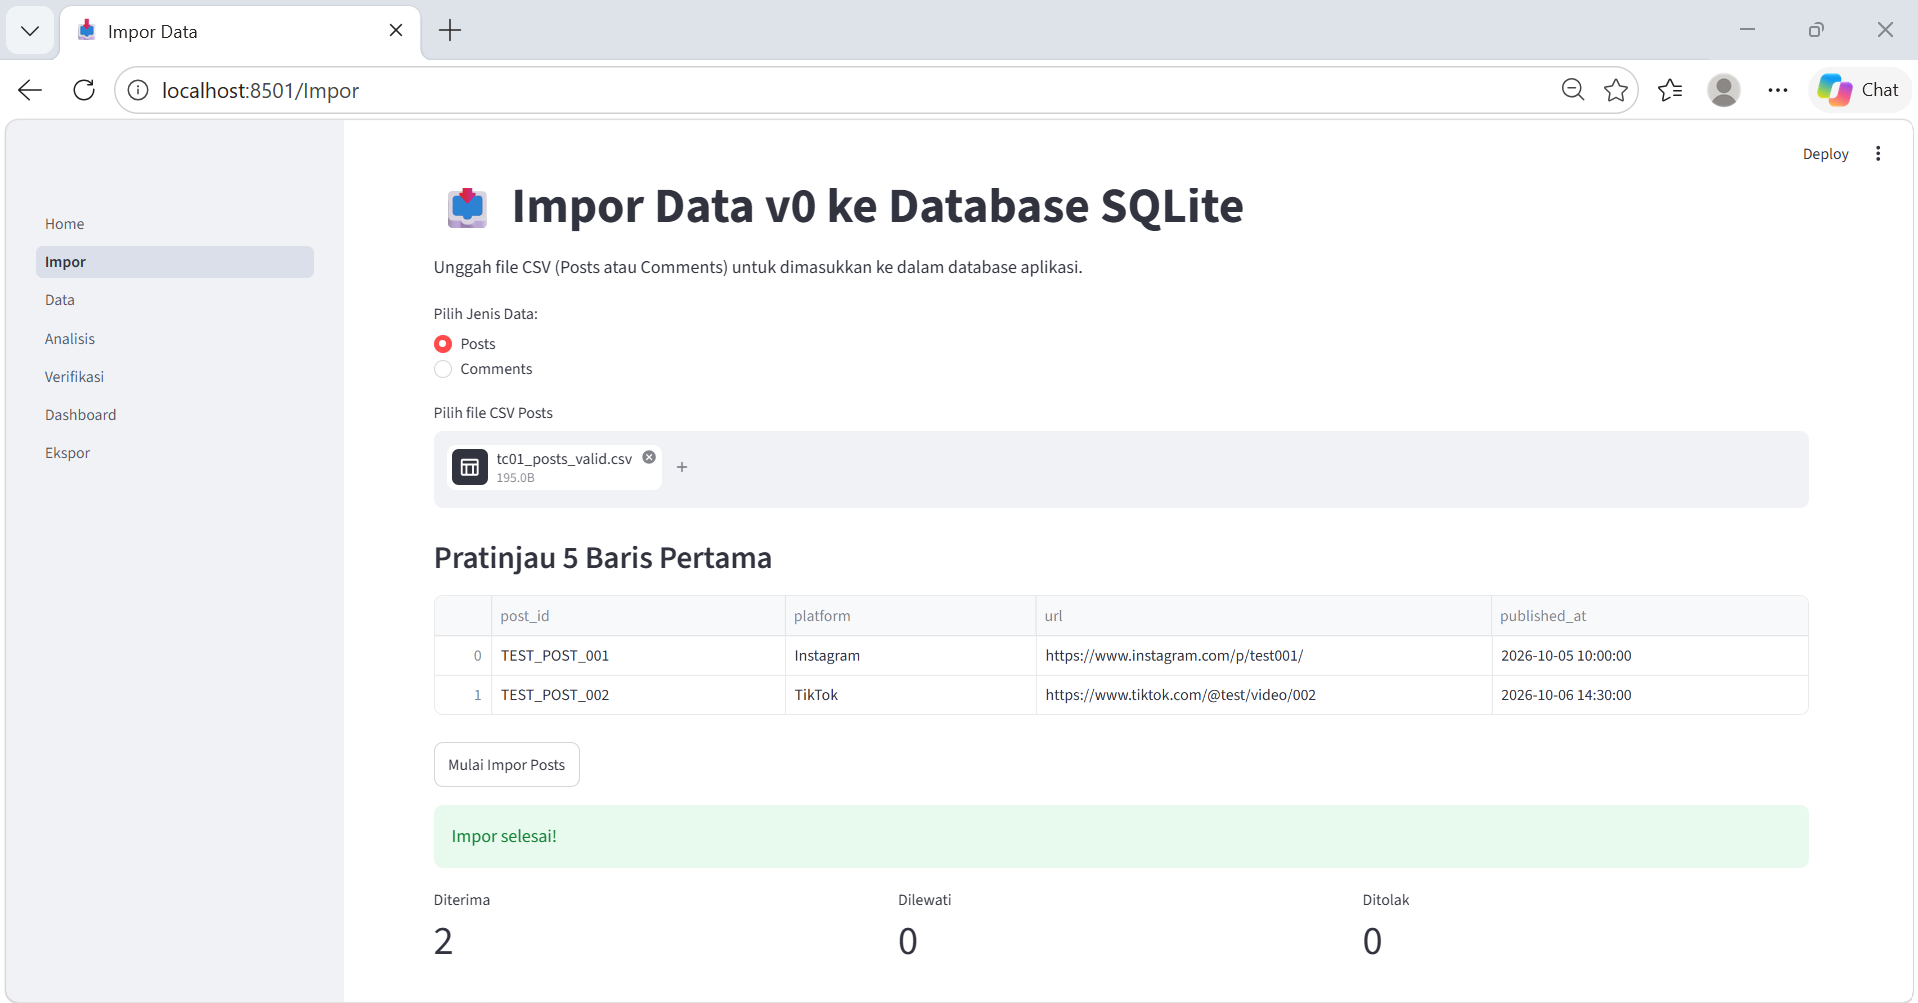 Impor Data
localhost:8501/Impor
Chat
Deploy
Home
Impor
Data
Analisis
Verifikasi
Dashboard
Ekspor
Impor Data v0 ke Database SQLite
Unggah file CSV (Posts atau Comments) untuk dimasukkan ke dalam database aplikasi.
Pilih Jenis Data:
Posts
Comments
Pilih file CSV Posts
tc01_posts_valid.csv
195.0B
Pratinjau 5 Baris Pertama
post_id platform url published_at
0 TEST_POST_001 Instagram https://www.instagram.com/p/test001/ 2026-10-05 10:00:00
1 TEST_POST_002 TikTok https://www.tiktok.com/@test/video/002 2026-10-06 14:30:00
Mulai Impor Posts
Impor selesai!
Diterima Dilewati Ditolak
2 0 0